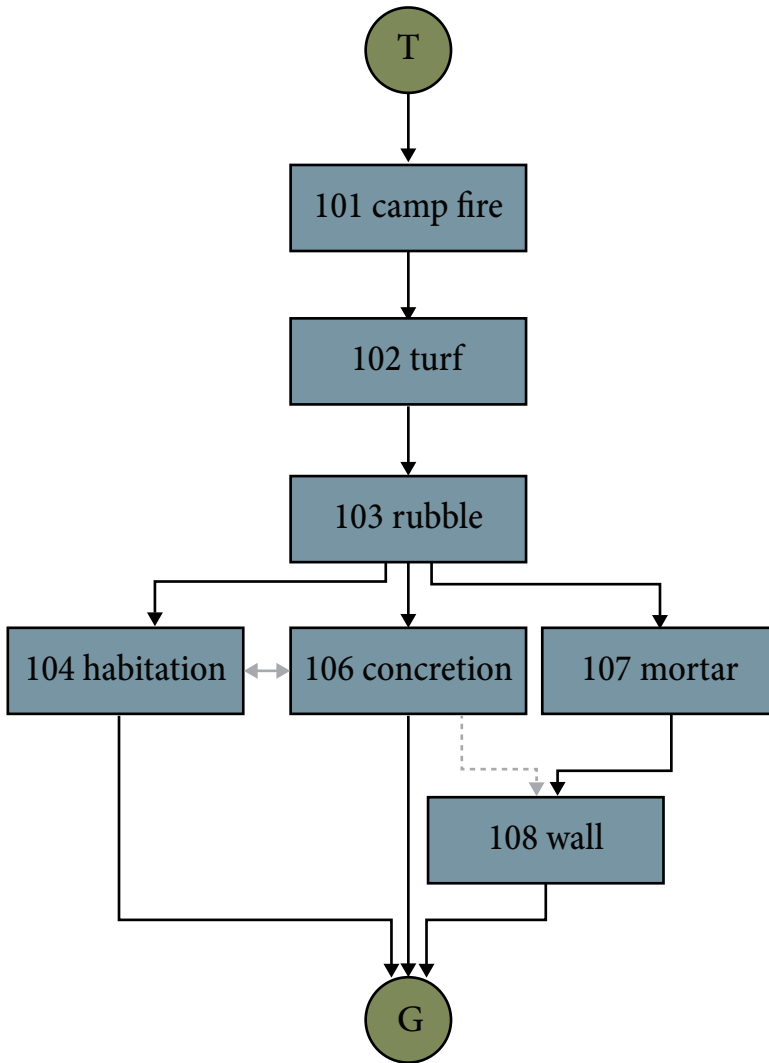 T
101 camp fire
102 turf
103 rubble
104 habitation
106 concretion
107 mortar
108 wall
G